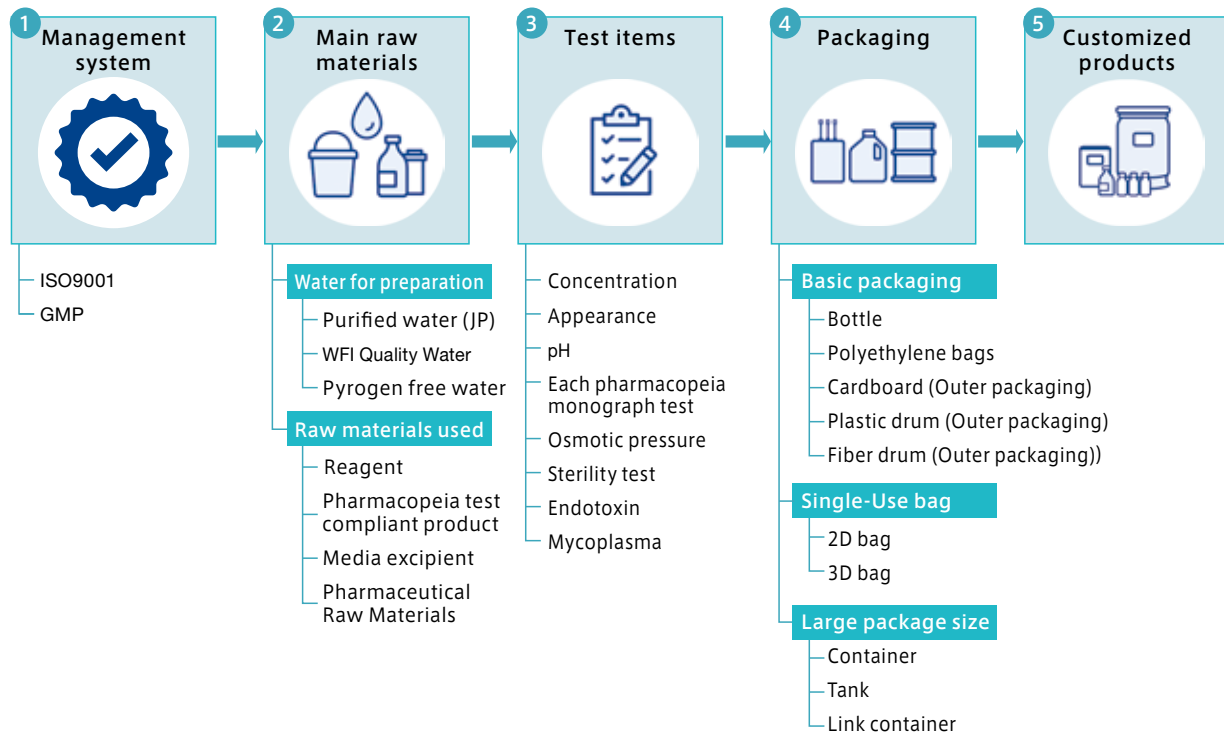 1
Management
system
ISO9001
GMP
2
Main raw
materials
Water for preparation
Purified water (JP)
WFI Quality Water
Pyrogen free water
Raw materials used
Reagent
Pharmacopeia test
compliant product
Media excipient
Pharmaceutical
Raw Materials
3
Test items
Concentration
Appearance
pH
Each pharmacopeia
monograph test
Osmotic pressure
Sterility test
Endotoxin
Mycoplasma
4
Packaging
Basic packaging
Bottle
Polyethylene bags
Cardboard (Outer packaging)
Plastic drum (Outer packaging)
Fiber drum (Outer packaging))
Single-Use bag
2D bag
3D bag
Large package size
Container
Tank
Link container
5
Customized
products